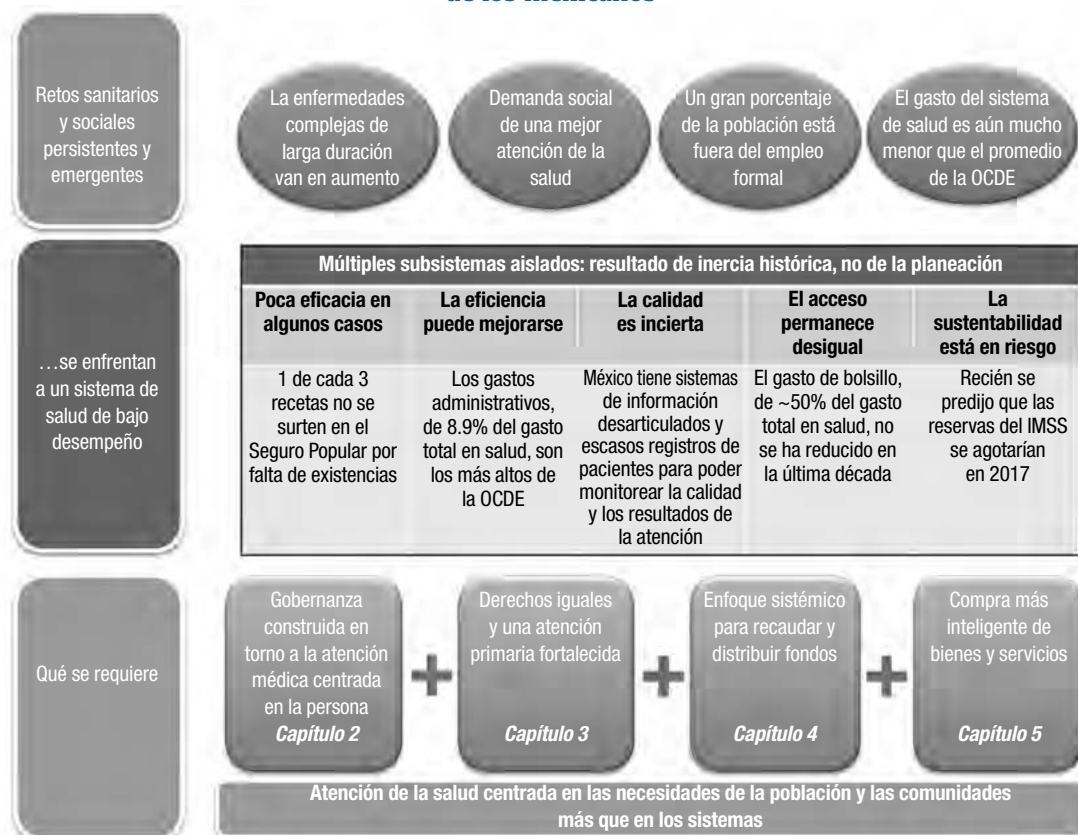 de los mexicanos
Retos sanitarios
y sociales
persistentes y
emergentes
La enfermedades
complejas de
larga duración
van en aumento
Demanda social
de una mejor
atención de la
salud
Un gran porcentaje
de la población está
fuera del empleo
formal
El gasto del sistema
de salud es aún mucho
menor que el promedio
de la OCDE
…se enfrentan
a un sistema de
salud de bajo
desempeño
Múltiples subsistemas aislados: resultado de inercia histórica, no de la planeación
Poca eficacia en
algunos casos
La eficiencia
puede mejorarse
La calidad
es incierta
El acceso
permanece
desigual
La
sustentabilidad
está en riesgo
1 de cada 3
recetas no se
surten en el
Seguro Popular por
falta de existencias
Los gastos
administrativos,
de 8.9% del gasto
total en salud, son
los más altos de
la OCDE
México tiene sistemas
de información
desarticulados y
escasos registros de
pacientes para poder
monitorear la calidad
y los resultados de
la atención
El gasto de bolsillo,
de ~50% del gasto
total en salud, no
se ha reducido en
la última década
Recién se
predijo que las
reservas del IMSS
se agotarían
en 2017
Qué se requiere
Gobernanza
construida en
torno a la atención
médica centrada
en la persona
Capítulo 2
+
Derechos iguales
y una atención
primaria fortalecida
Capítulo 3
+
Enfoque sistémico
para recaudar y
distribuir fondos
Capítulo 4
+
Compra más
inteligente de
bienes y servicios
Capítulo 5
Atención de la salud centrada en las necesidades de la población y las comunidades
más que en los sistemas